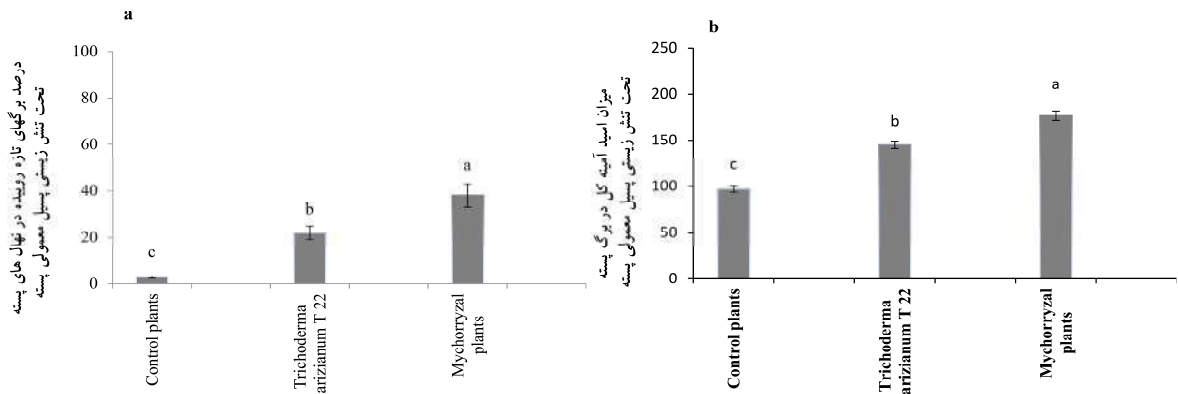 a
درصد برگهای تازه روییده در نهال های پسته
تحت تنش زیستی پسیل معمولی پسته
100
80
60
40
20
0
c
b
a
Control plants
Trichoderma
arizianum T 22
Mychorryzal
plants
b
میزان امید آمینه کل در برگ پسته
تحت تنش زیستی پسیل معمولی پسته
250
200
150
100
50
0
c
b
a
Control plants
Trichoderma
arizianum T 22
Mychorryzal
plants